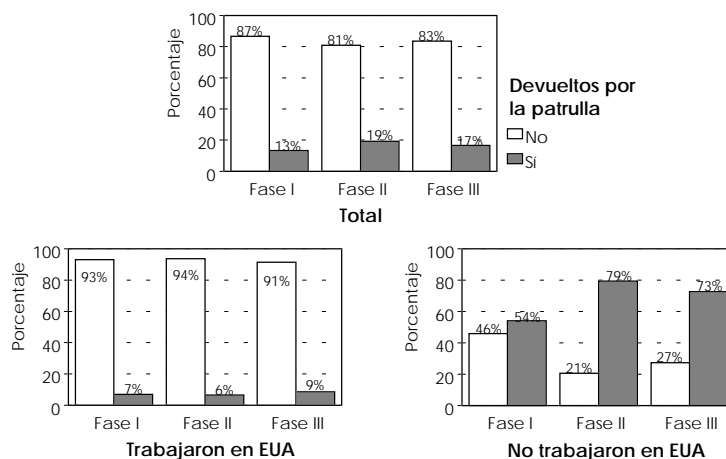 100
80
60
40
20
0
Porcentaje
87%
13%
81%
19%
83%
17%
Fase I
Fase II
Fase III
Total
Devueltos por
la patrulla
No
Sí
100
80
60
40
20
0
Porcentaje
93%
7%
94%
6%
91%
9%
Fase I
Fase II
Fase III
Trabajaron en EUA
100
80
60
40
20
0
Porcentaje
46%
54%
21%
79%
27%
73%
Fase I
Fase II
Fase III
No trabajaron en EUA